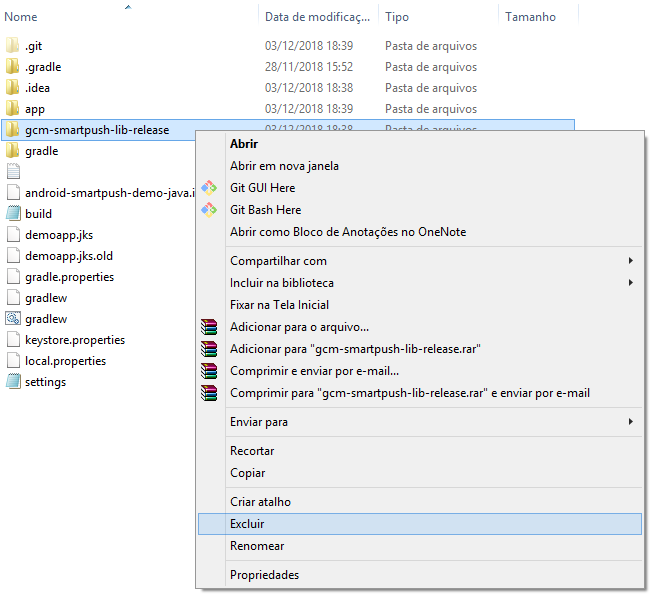 Nome Data de modificaç... Tipo Tamanho
.git 03/12/2018 18:39 Pasta de arquivos
.gradle 28/11/2018 15:52 Pasta de arquivos
.idea 03/12/2018 18:38 Pasta de arquivos
app 03/12/2018 18:39 Pasta de arquivos
gcm-smartpush-lib-release 03/12/2018 18:38 Pasta de arquivos
gradle
android-smartpush-demo-java.i
build
demoapp.jks
demoapp.jks.old
gradle.properties
gradlew
gradlew
keystore.properties
local.properties
settings
Abrir
Abrir em nova janela
Git GUI Here
Git Bash Here
Abrir como Bloco de Anotações no OneNote
Compartilhar com
Incluir na biblioteca
Fixar na Tela Inicial
Adicionar para o arquivo...
Adicionar para "gcm-smartpush-lib-release.rar"
Comprimir e enviar por e-mail...
Comprimir para "gcm-smartpush-lib-release.rar" e enviar por e-mail
Enviar para
Recortar
Copiar
Criar atalho
Excluir
Renomear
Propriedades